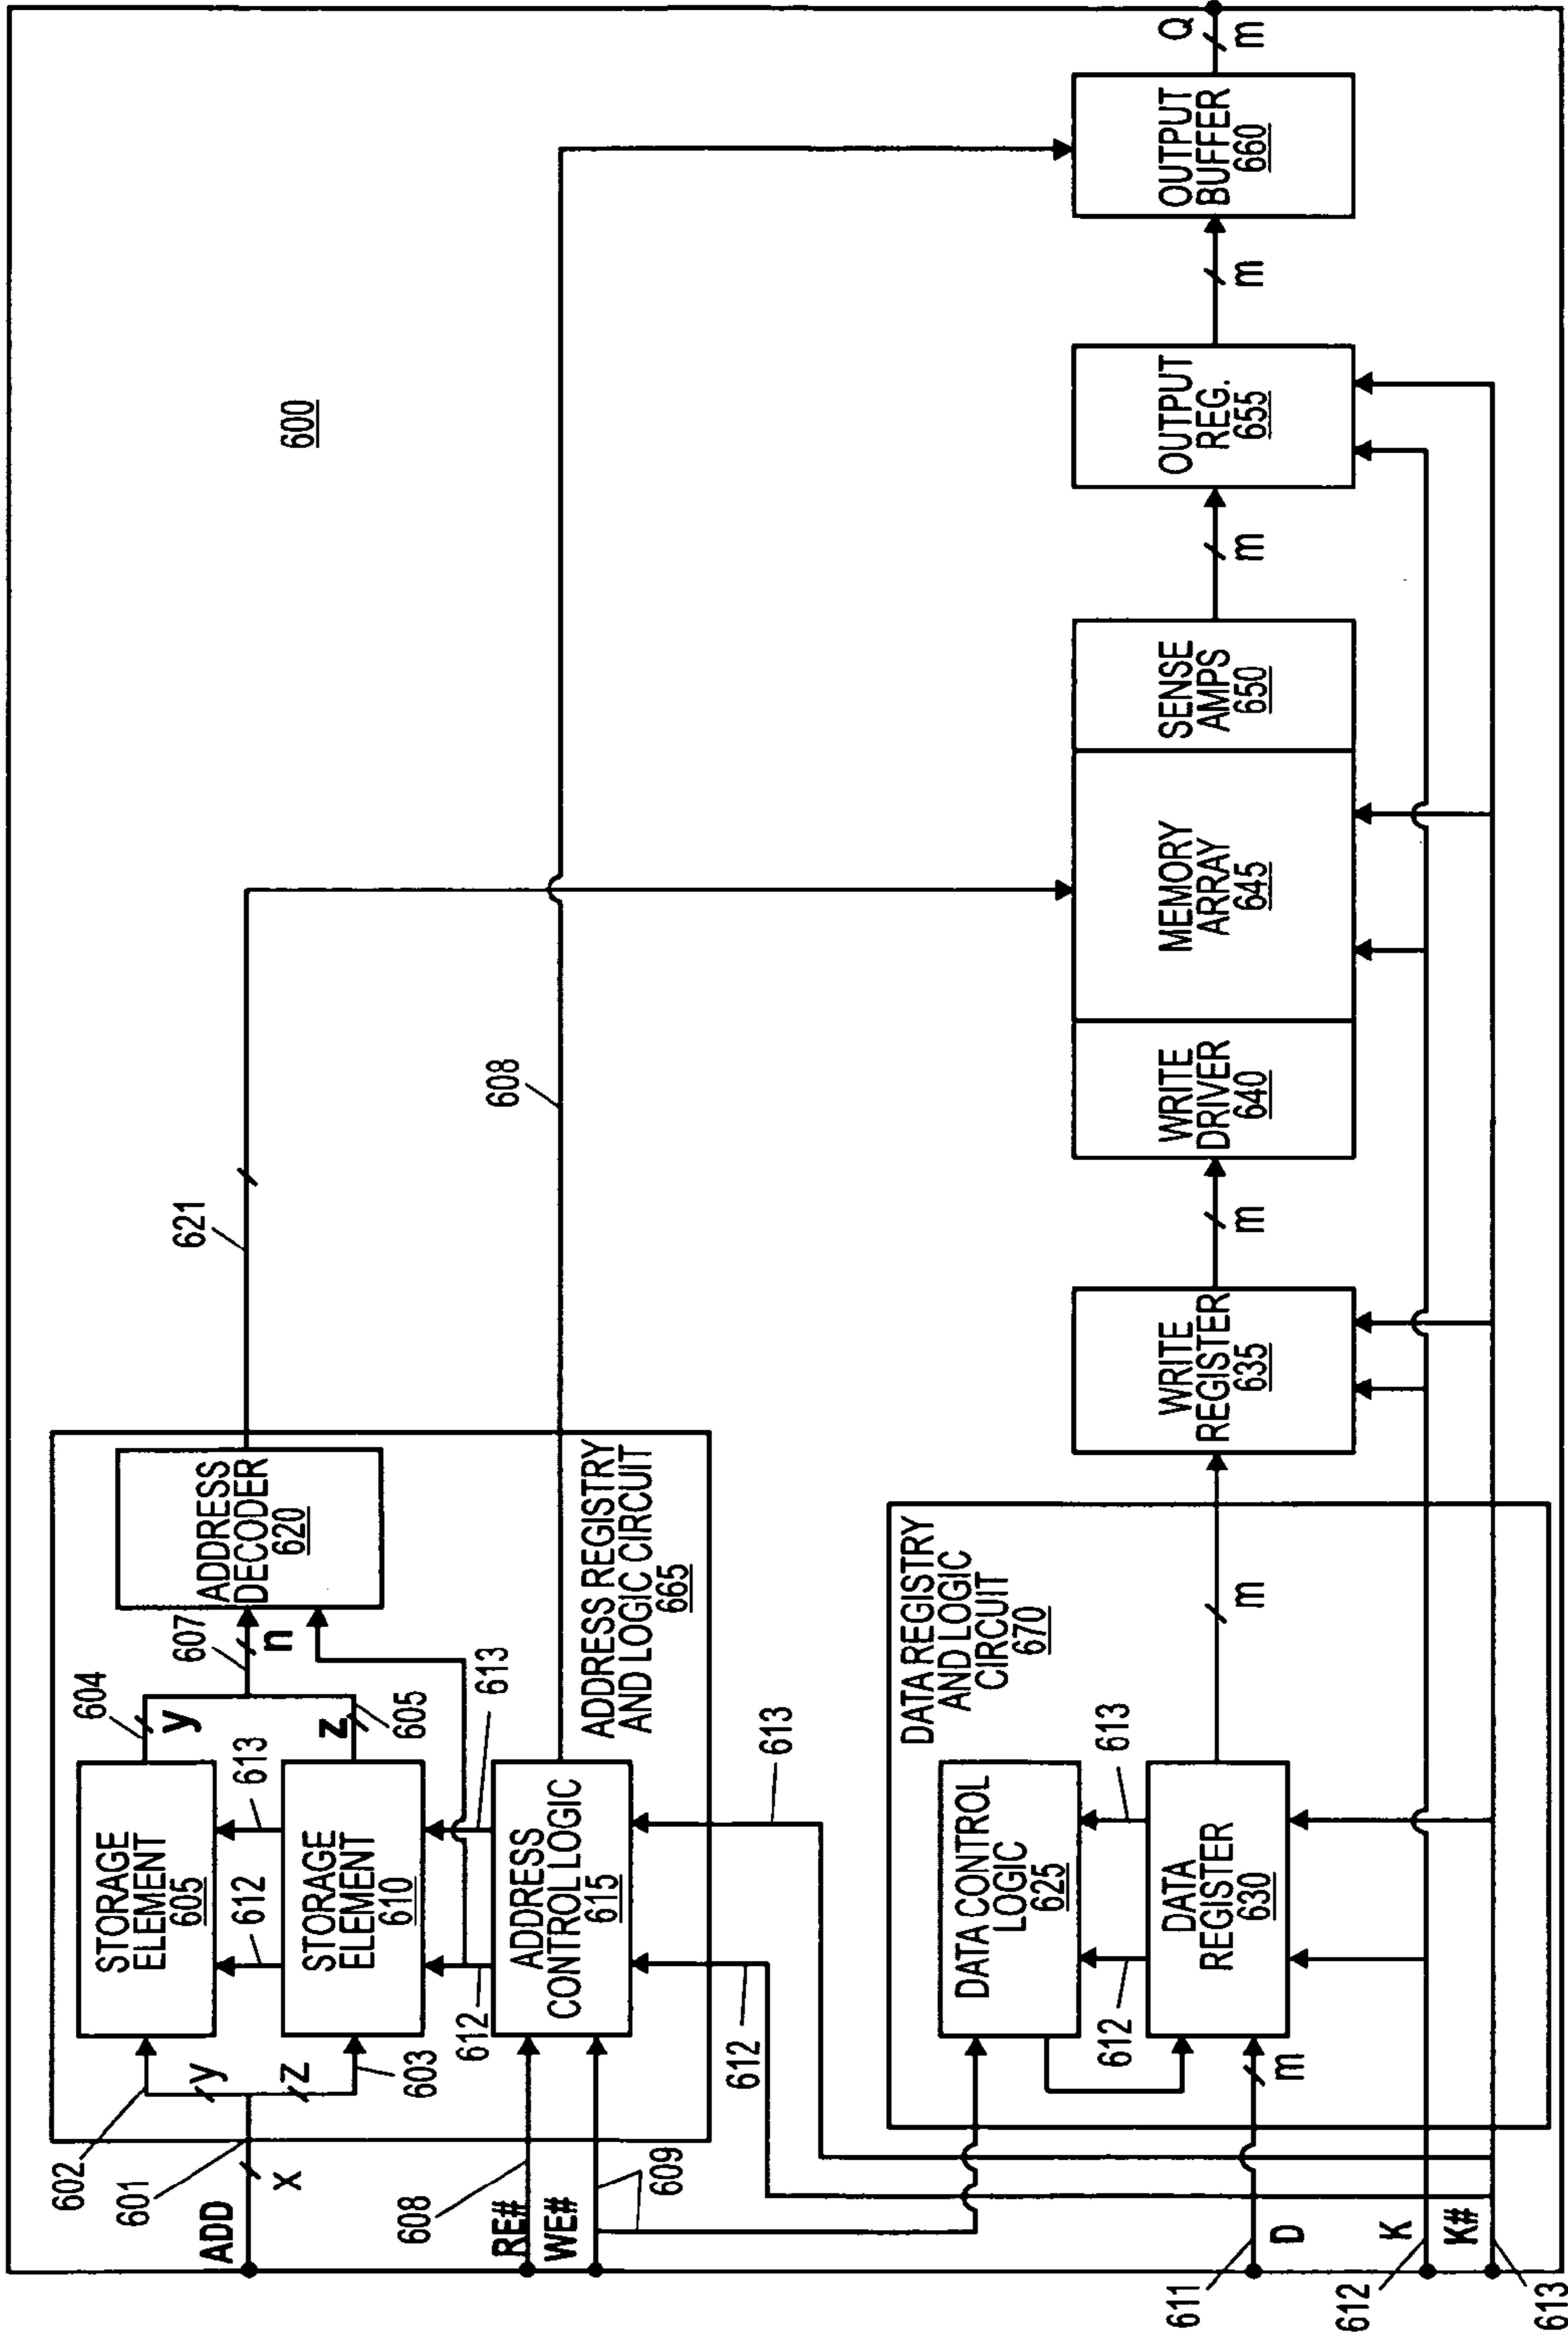 600
ADD
x
601
602
y
z
603
STORAGE
ELEMENT
605
612
613
604
y
STORAGE
ELEMENT
610
z
605
607
n
ADDRESS
DECODER
620
621
612
613
RE#
608
WE#
609
ADDRESS
CONTROL LOGIC
615
ADDRESS REGISTRY
AND LOGIC CIRCUIT
665
608
612
613
DATA CONTROL
LOGIC
625
612
613
DATA REGISTRY
AND LOGIC
CIRCUIT
670
611
D
m
DATA
REGISTER
630
m
WRITE
REGISTER
635
m
WRITE
DRIVER
640
MEMORY
ARRAY
645
SENSE
AMPS
650
m
OUTPUT
REG.
655
m
OUTPUT
BUFFER
660
Q
m
K
612
K#
613